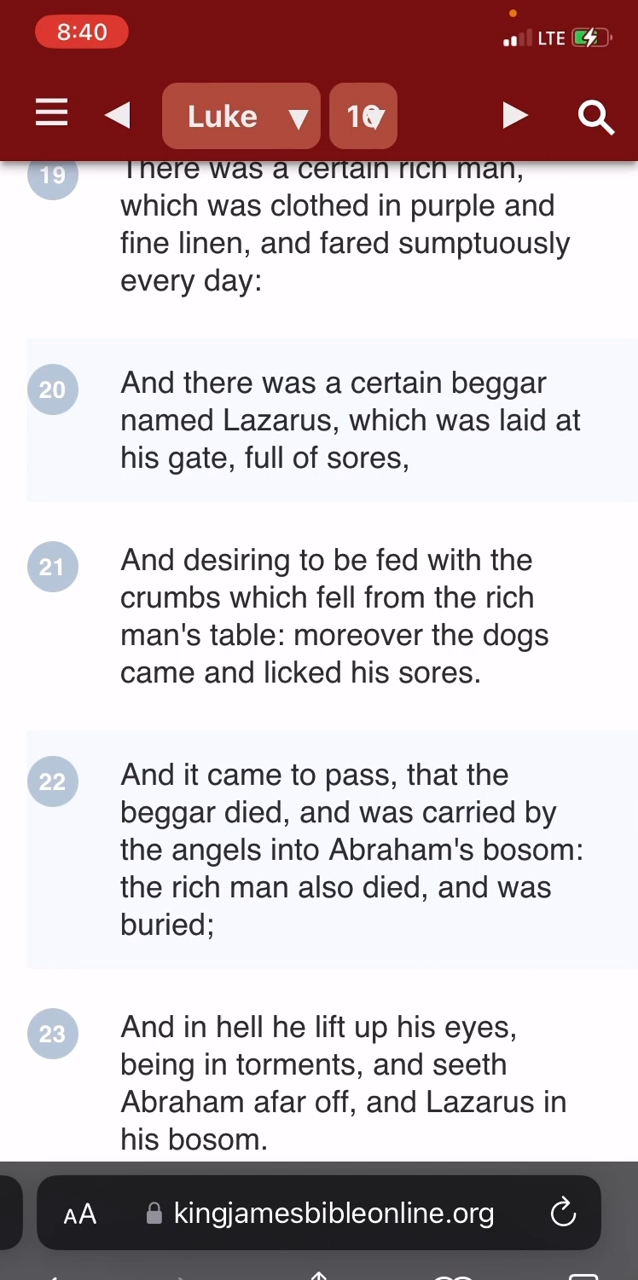 8:40
LTE
Luke
16
19
There was a certain rich man,
which was clothed in purple and
fine linen, and fared sumptuously
every day:
20
And there was a certain beggar
named Lazarus, which was laid at
his gate, full of sores,
21
And desiring to be fed with the
crumbs which fell from the rich
man's table: moreover the dogs
came and licked his sores.
22
And it came to pass, that the
beggar died, and was carried by
the angels into Abraham's bosom:
the rich man also died, and was
buried;
23
And in hell he lift up his eyes,
being in torments, and seeth
Abraham afar off, and Lazarus in
his bosom.
AA
kingjamesbibleonline.org